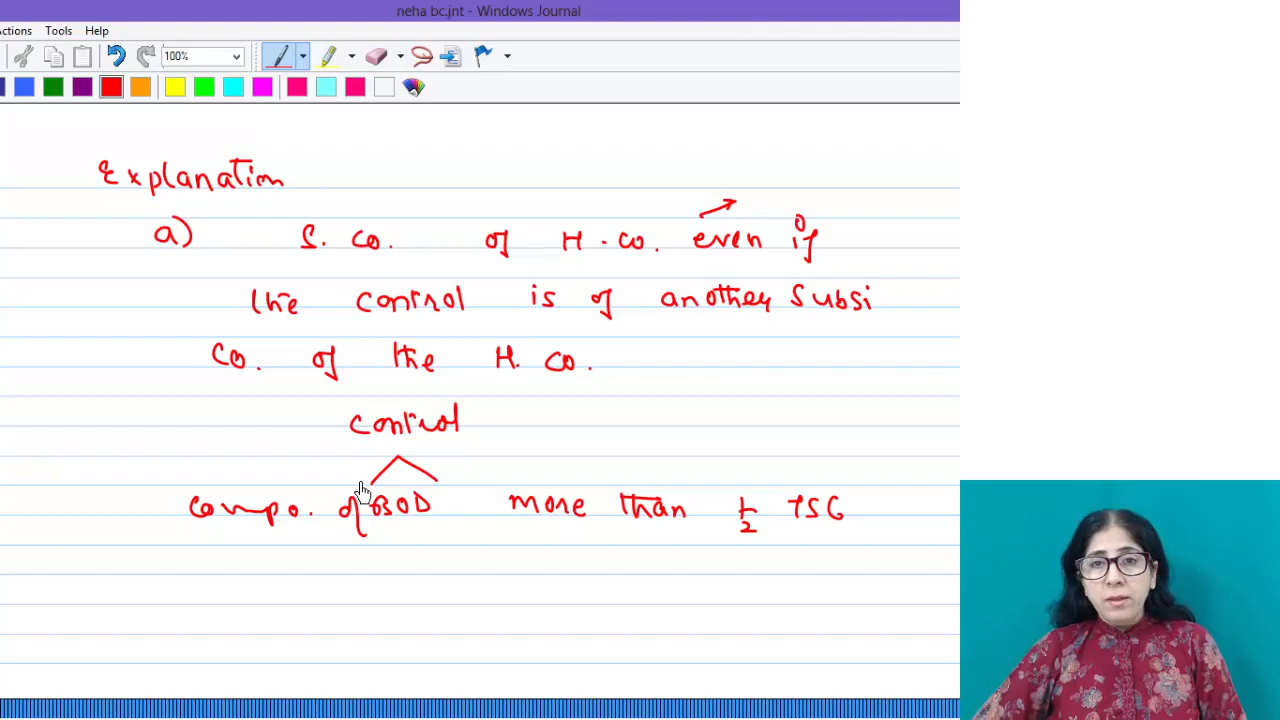 neha bc.jnt - Windows Journal
Actions Tools Help
100%
Explanation
a) S. Co. of H. Co. even if
the control is of another Subsi
Co. of the H. Co.
Control
Compo. of BOD more than 1/2 TSC